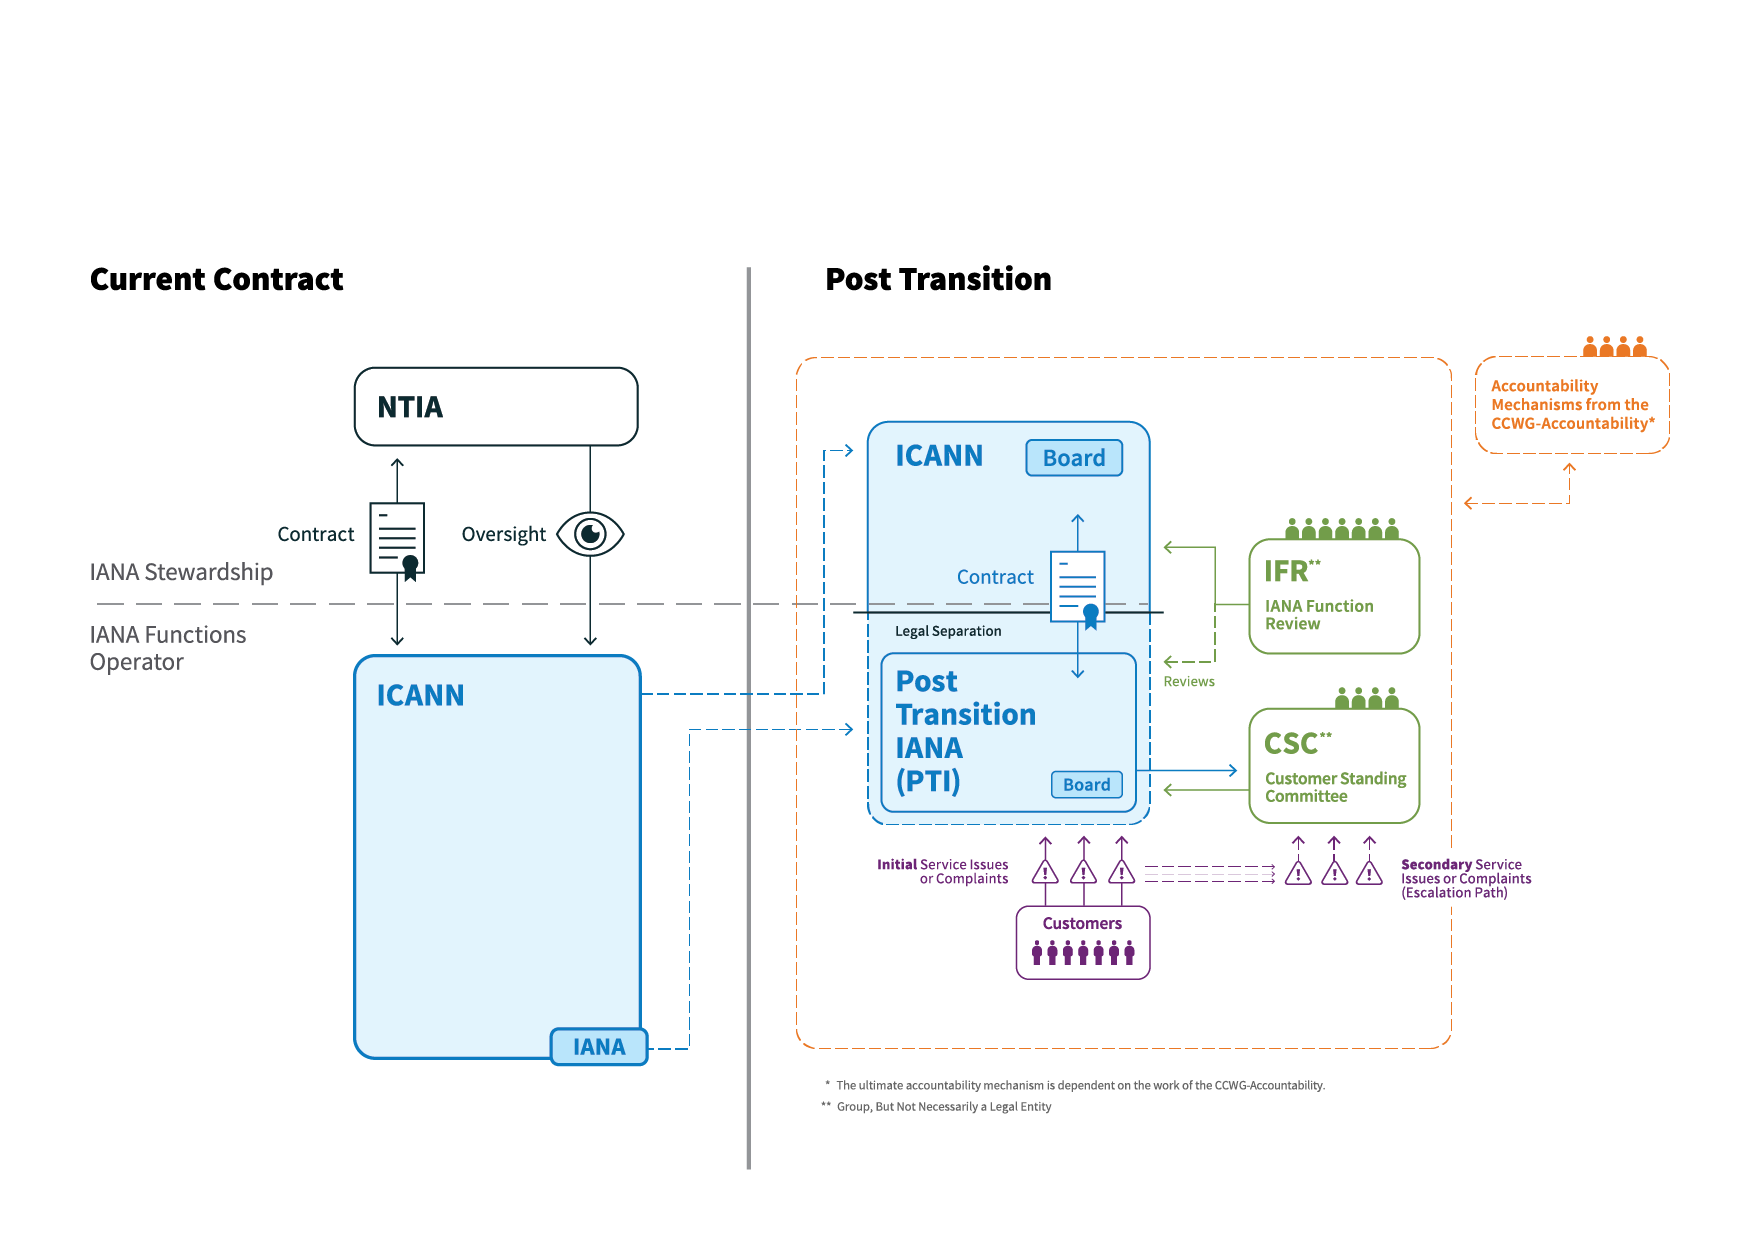 Current Contract
NTIA
Contract
Oversight
IANA Stewardship
IANA Functions
Operator
ICANN
IANA
Post Transition
Accountability
Mechanisms from the
CCWG-Accountability*
ICANN
Board
Contract
Legal Separation
Post
Transition
IANA
(PTI)
Board
IFR**
IANA Function
Review
Reviews
CSC**
Customer Standing
Committee
Initial Service Issues
or Complaints
Secondary Service
Issues or Complaints
(Escalation Path)
Customers
* The ultimate accountability mechanism is dependent on the work of the CCWG-Accountability.
** Group, But Not Necessarily a Legal Entity